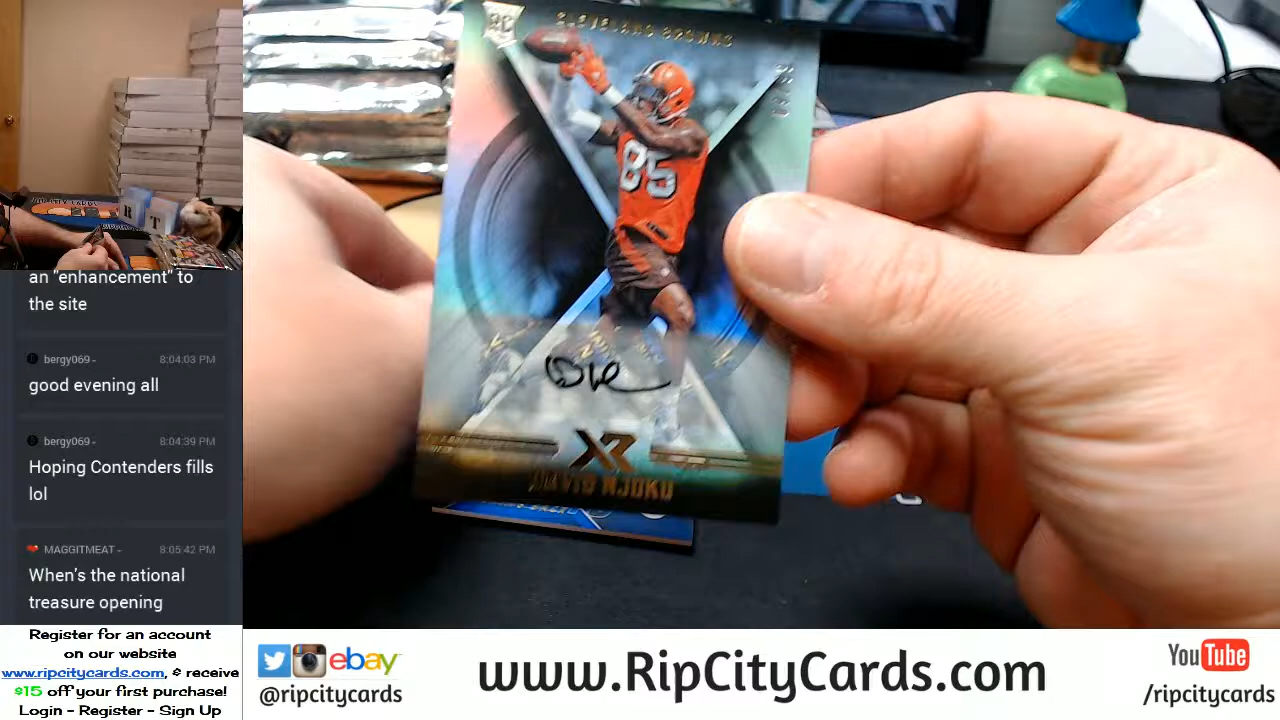 an "enhancement" to
the site
bergy069 - 8:04:03 PM
good evening all
bergy069 - 8:04:39 PM
Hoping Contenders fills
lol
MAGGITMEAT - 8:05:42 PM
When's the national
treasure opening
Register for an account
on our website
www.ripcitycards.com, & receive
$15 off your first purchase!
Login - Register - Sign Up
RC
CLEVELAND BROWNS
85
XR
DAVID NJOKU
R T
ebay
@ripcitycards
www.RipCityCards.com
YouTube
/ripcitycards